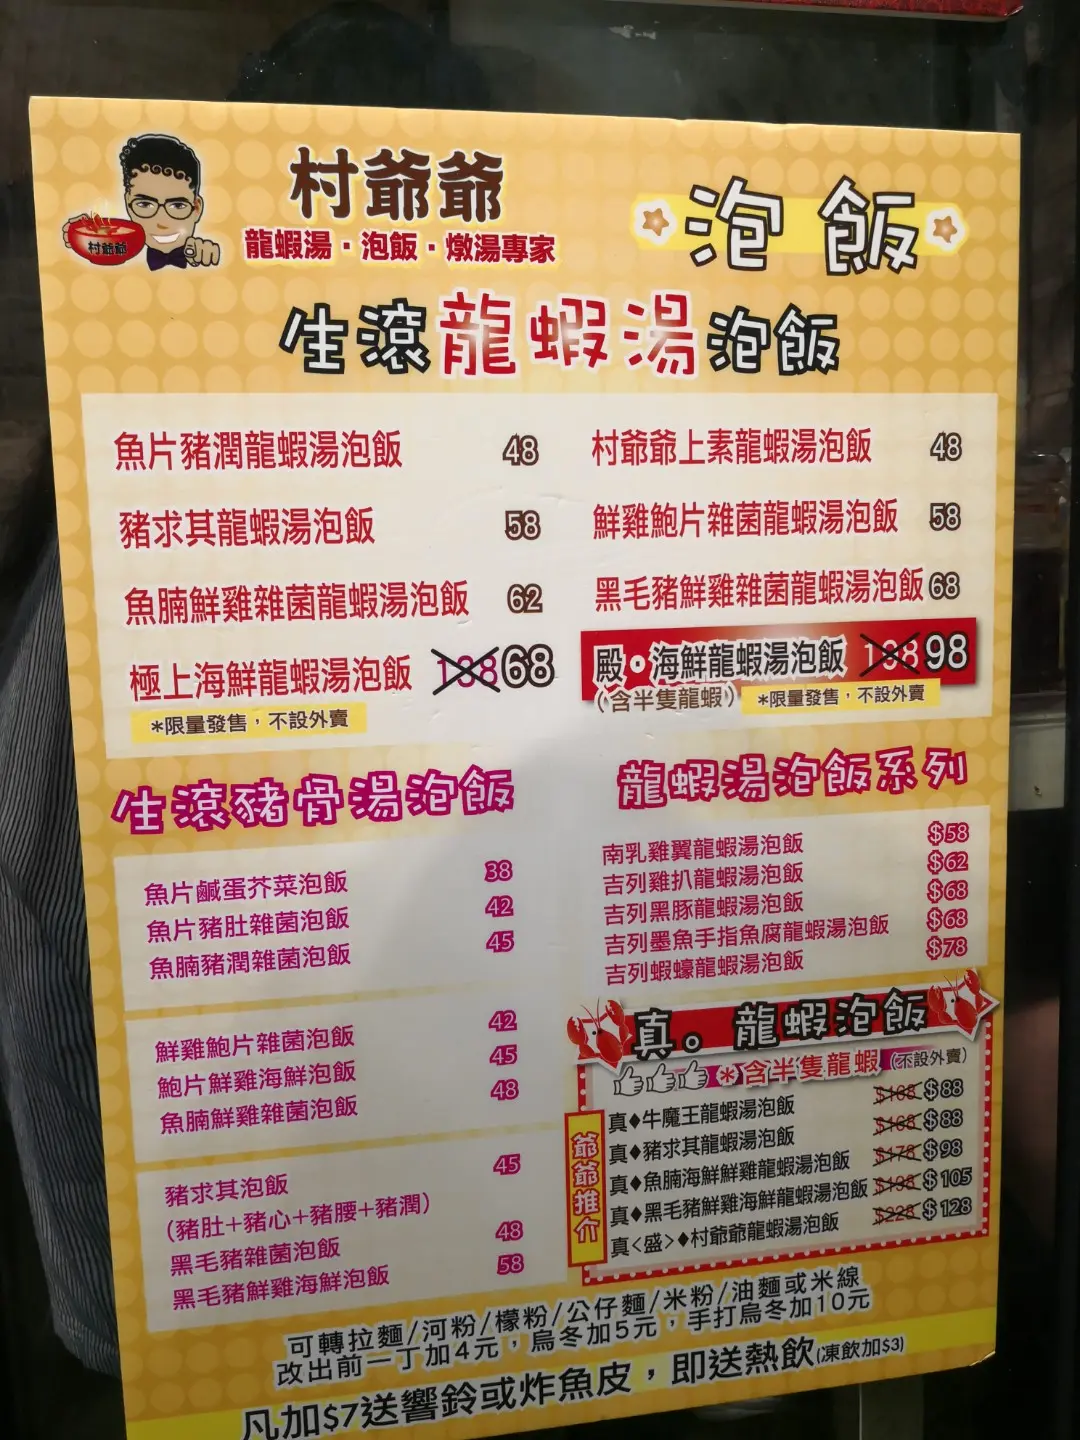 村爺爺
村爺爺
龍蝦湯・泡飯・燉湯專家
泡飯
生滾龍蝦湯泡飯
魚片豬潤龍蝦湯泡飯 48
豬求其龍蝦湯泡飯 58
魚腩鮮雞雜菌龍蝦湯泡飯 62
極上海鮮龍蝦湯泡飯 138 68
*限量發售，不設外賣
村爺爺上素龍蝦湯泡飯 48
鮮雞鮑片雜菌龍蝦湯泡飯 58
黑毛豬鮮雞雜菌龍蝦湯泡飯 68
殿・海鮮龍蝦湯泡飯 198 98
（含半隻龍蝦） *限量發售，不設外賣
生滾豬骨湯泡飯
魚片鹹蛋芥菜泡飯 38
魚片豬肚雜菌泡飯 42
魚腩豬潤雜菌泡飯 45
鮮雞鮑片雜菌泡飯 42
鮑片鮮雞海鮮泡飯 45
魚腩鮮雞雜菌泡飯 48
豬求其泡飯 45
（豬肚+豬心+豬腰+豬潤）
黑毛豬雜菌泡飯 48
黑毛豬鮮雞海鮮泡飯 58
龍蝦湯泡飯系列
南乳雞翼龍蝦湯泡飯 $58
吉列雞扒龍蝦湯泡飯 $62
吉列黑豚龍蝦湯泡飯 $68
吉列墨魚手指魚腐龍蝦湯泡飯 $68
吉列蝦蠔龍蝦湯泡飯 $78
真。龍蝦泡飯
*含半隻龍蝦（不設外賣）
爺爺推介
真♦牛魔王龍蝦湯泡飯 $168 $88
真♦豬求其龍蝦湯泡飯 $168 $88
真♦魚腩海鮮鮮雞龍蝦湯泡飯 $178 $98
真♦黑毛豬鮮雞海鮮龍蝦湯泡飯 $198 $105
真<盛>♦村爺爺龍蝦湯泡飯 $228 $128
可轉拉麵/河粉/檬粉/公仔麵/米粉/油麵或米線
改出前一丁加4元，烏冬加5元，手打烏冬加10元
凡加$7送響鈴或炸魚皮，即送熱飲(凍飲加$3)